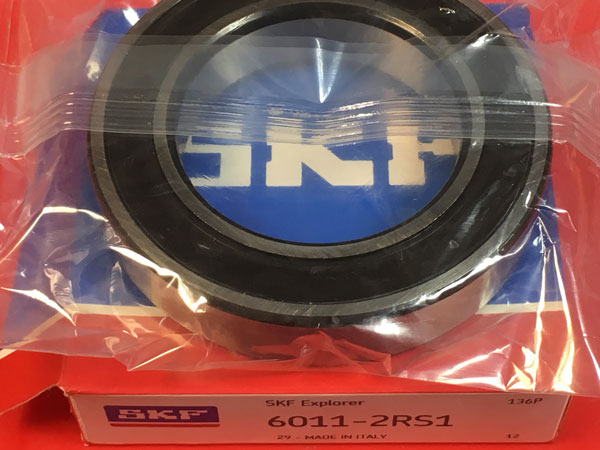 SKF
SKF
SKF Explorer
136P
6011-2RS1
29 - MADE IN ITALY
12